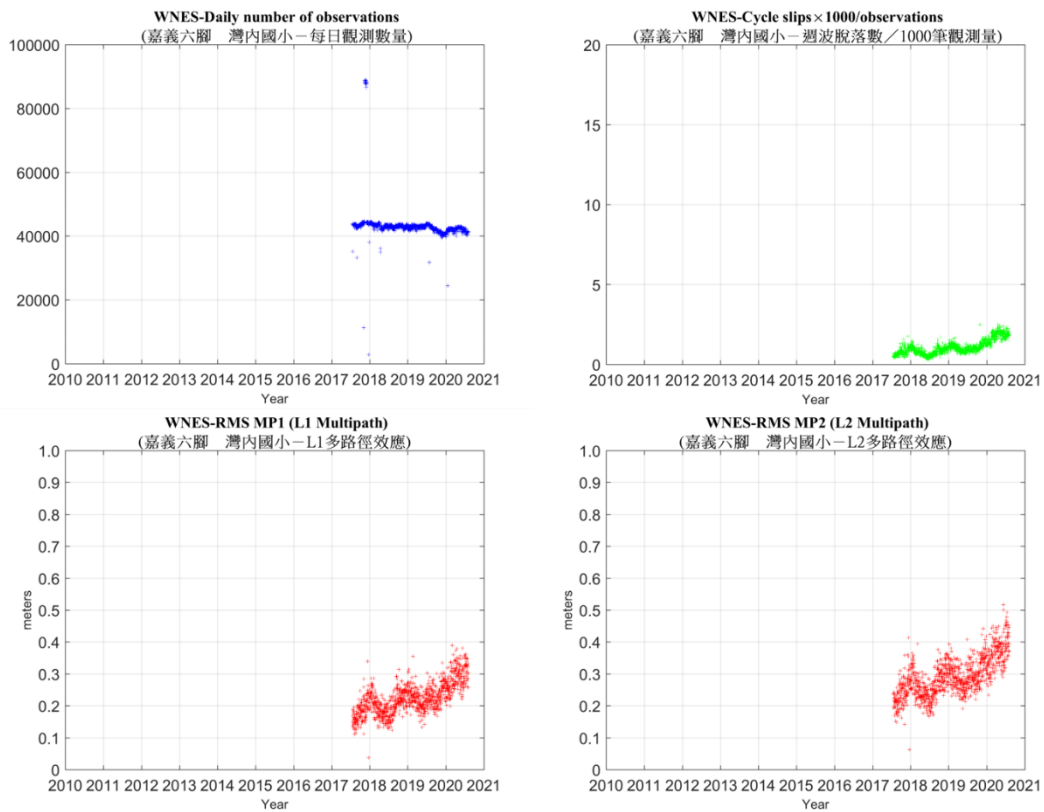 WNES-Daily number of observations
(嘉義六腳　灣內國小－每日觀測數量)
100000
80000
60000
40000
20000
0
2010 2011 2012 2013 2014 2015 2016 2017 2018 2019 2020 2021
Year
WNES-Cycle slips×1000/observations
(嘉義六腳　灣內國小－週波脫落數／1000筆觀測量)
20
15
10
5
0
2010 2011 2012 2013 2014 2015 2016 2017 2018 2019 2020 2021
Year
WNES-RMS MP1 (L1 Multipath)
(嘉義六腳　灣內國小－L1多路徑效應)
1.0
0.9
0.8
0.7
0.6
0.5
0.4
0.3
0.2
0.1
0
meters
2010 2011 2012 2013 2014 2015 2016 2017 2018 2019 2020 2021
Year
WNES-RMS MP2 (L2 Multipath)
(嘉義六腳　灣內國小－L2多路徑效應)
1.0
0.9
0.8
0.7
0.6
0.5
0.4
0.3
0.2
0.1
0
meters
2010 2011 2012 2013 2014 2015 2016 2017 2018 2019 2020 2021
Year